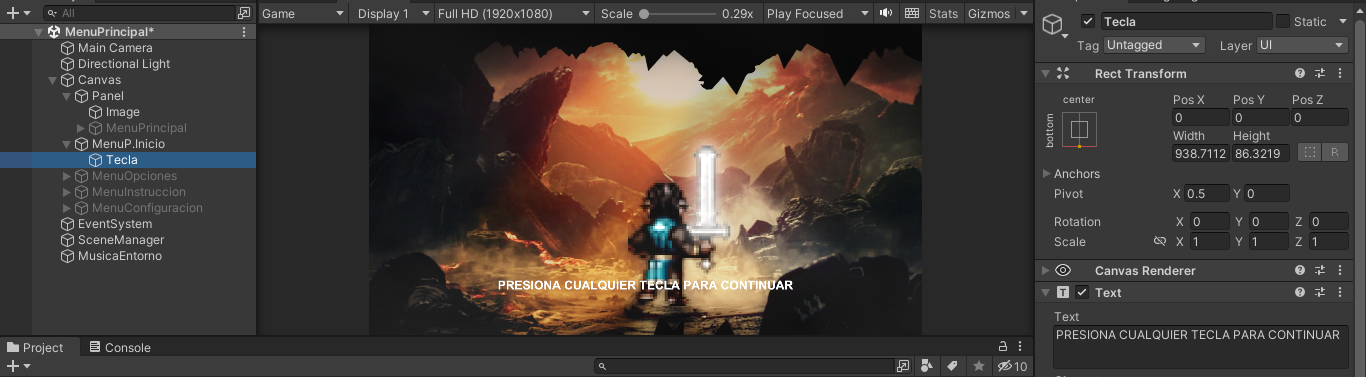 All
Game
Display 1
Full HD (1920x1080)
Scale
0.29x
Play Focused
Stats
Gizmos
Tecla
Static
Tag Untagged
Layer UI
MenuPrincipal*
Main Camera
Directional Light
Canvas
Panel
Image
MenuPrincipal
MenuP.Inicio
Tecla
MenuOpciones
MenuInstruccion
MenuConfiguracion
EventSystem
SceneManager
MusicaEntorno
PRESIONA CUALQUIER TECLA PARA CONTINUAR
Rect Transform
center
bottom
Pos X Pos Y Pos Z
0 0 0
Width Height
938.7112 86.3219
R
Anchors
Pivot X 0.5 Y 0
Rotation X 0 Y 0 Z 0
Scale X 1 Y 1 Z 1
Canvas Renderer
T Text
Text
PRESIONA CUALQUIER TECLA PARA CONTINUAR
Project
Console
10